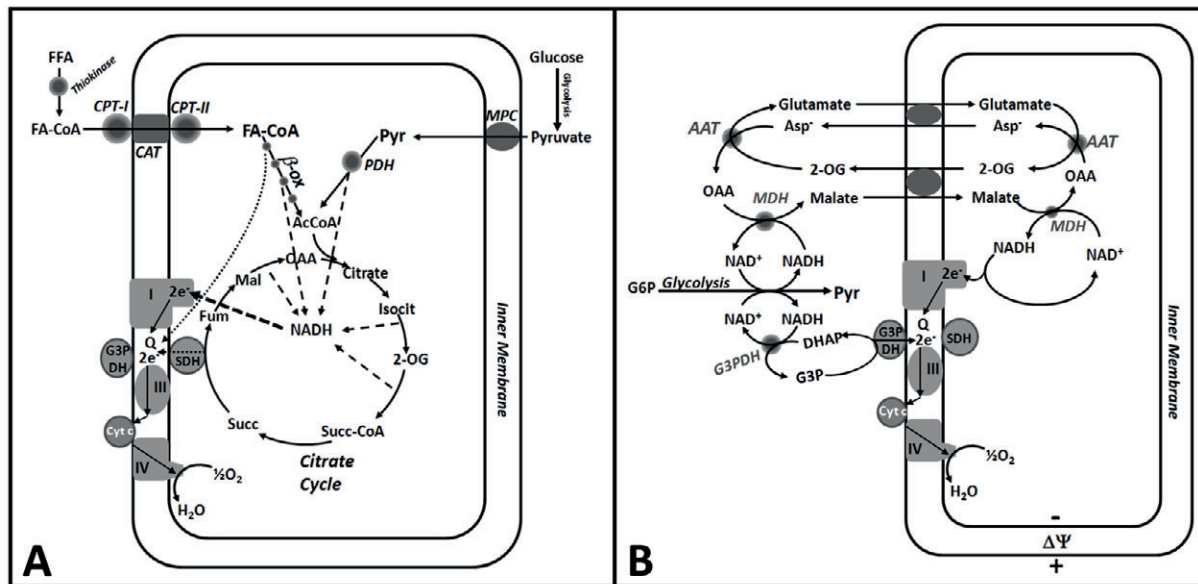 FFA
Thiokinase
FA-CoA
CPT-I
CPT-II
CAT
FA-CoA
Pyr
MPC
Glucose
Glycolysis
Pyruvate
PDH
β-ox
AcCoA
OAA
Citrate
Mal
Isocit
Fum
NADH
2-OG
Succ
Succ-CoA
Citrate
Cycle
I
2e-
Q
2e-
G3P
DH
SDH
III
Cyt c
IV
½O₂
H₂O
Inner Membrane
A
Glutamate
Glutamate
Asp-
Asp-
AAT
AAT
2-OG
2-OG
OAA
OAA
MDH
Malate
Malate
MDH
NAD+
NADH
NADH
NAD+
G6P
Glycolysis
Pyr
NAD+
NADH
G3PDH
DHAP
G3P
G3P
DH
I
2e-
Q
2e-
SDH
III
Cyt c
IV
½O₂
H₂O
Inner Membrane
-
ΔΨ
+
B